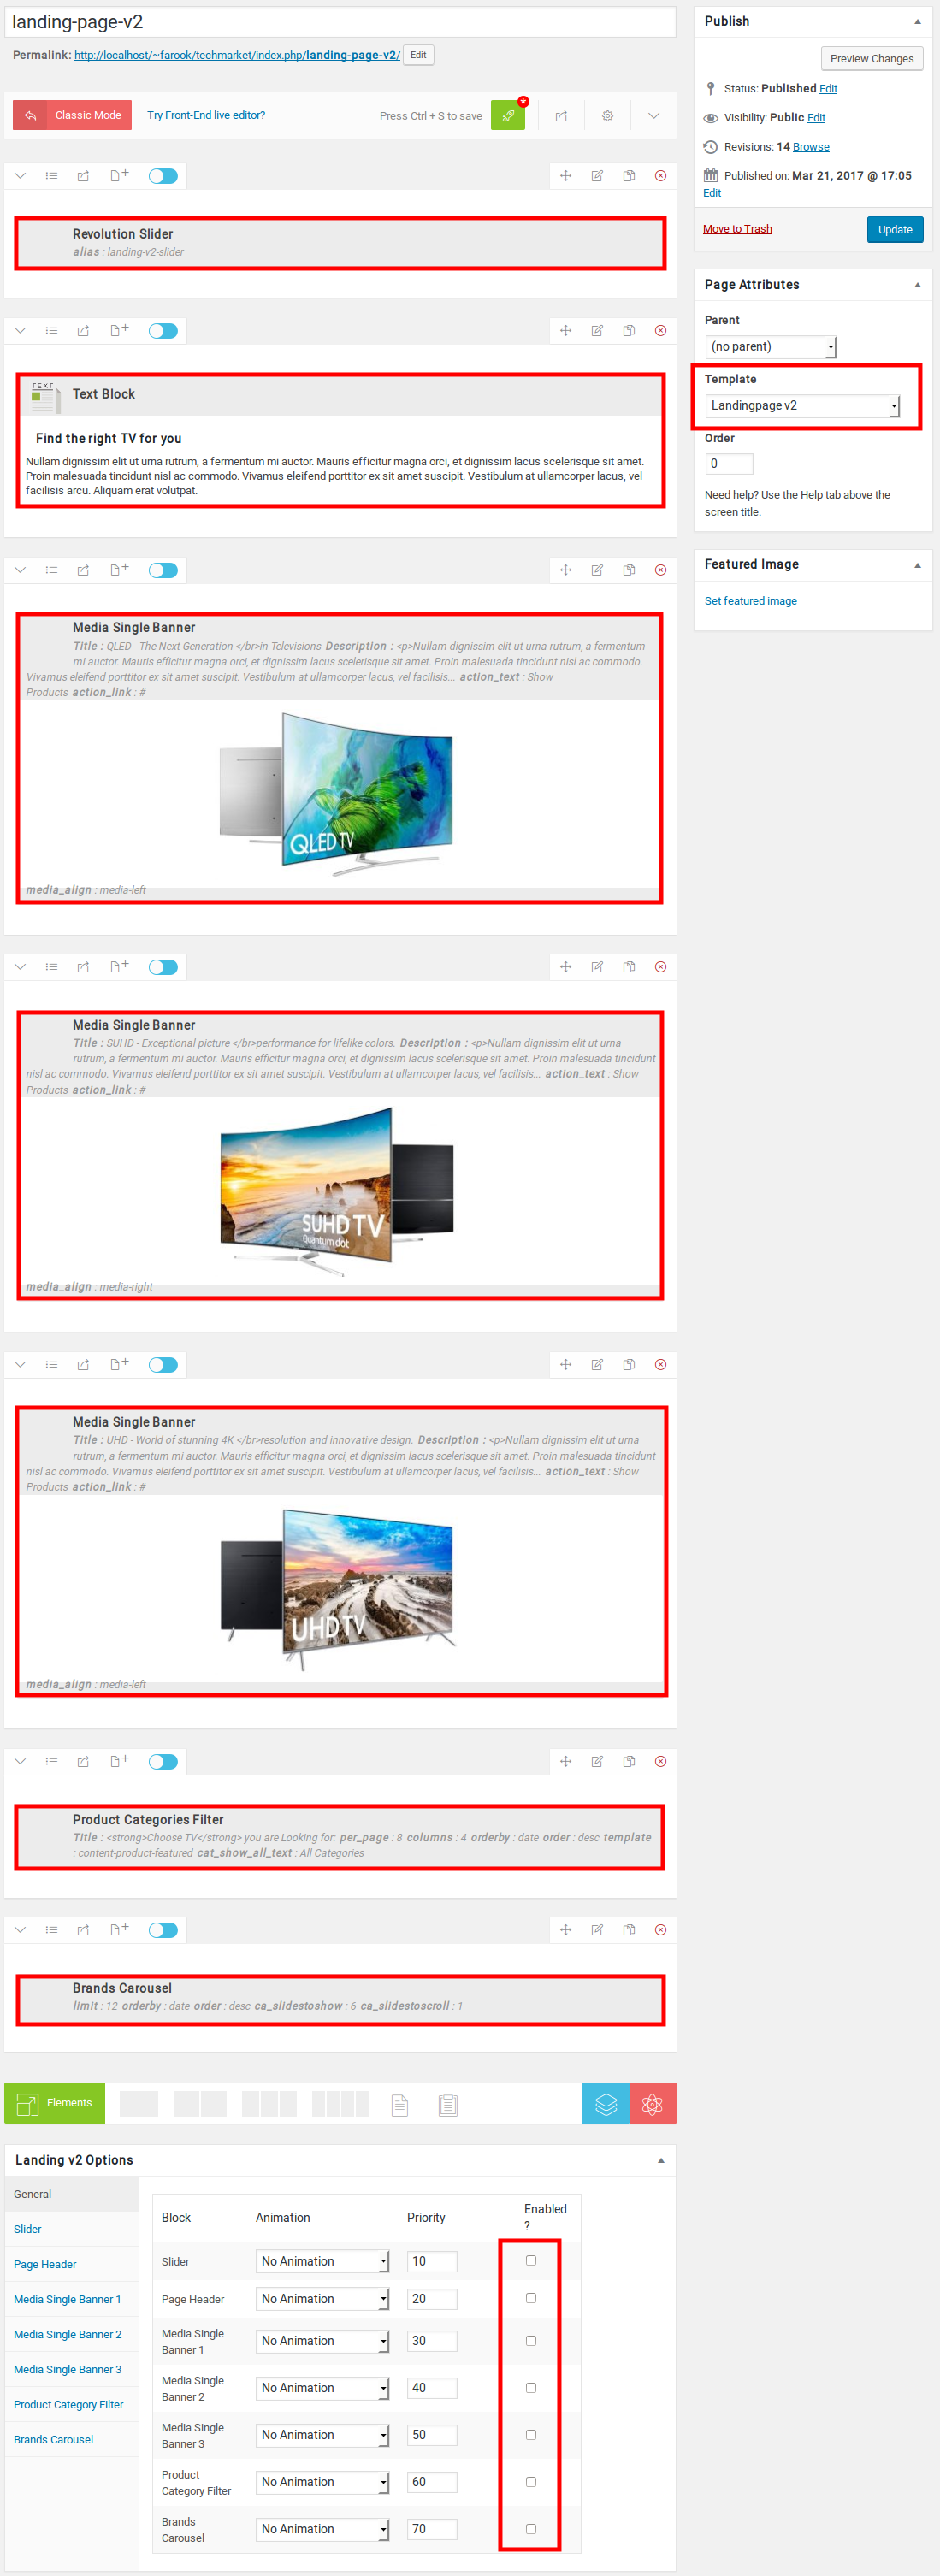 landing-page-v2
Permalink: http://localhost/~farook/techmarket/index.php/landing-page-v2/ Edit
Classic Mode Try Front-End live editor? Press Ctrl + S to save
Revolution Slider
alias : landing-v2-slider
TEXT
Text Block
Find the right TV for you
Nullam dignissim elit ut urna rutrum, a fermentum mi auctor. Mauris efficitur magna orci, et dignissim lacus scelerisque sit amet.
Proin malesuada tincidunt nisl ac commodo. Vivamus eleifend porttitor ex sit amet suscipit. Vestibulum at ullamcorper lacus, vel
facilisis arcu. Aliquam erat volutpat.
Media Single Banner
Title : QLED - The Next Generation </br>in Televisions Description : <p>Nullam dignissim elit ut urna rutrum, a fermentum
mi auctor. Mauris efficitur magna orci, et dignissim lacus scelerisque sit amet. Proin malesuada tincidunt nisl ac commodo.
Vivamus eleifend porttitor ex sit amet suscipit. Vestibulum at ullamcorper lacus, vel facilisis... action_text : Show
Products action_link : #
QLED TV
media_align : media-left
Media Single Banner
Title : SUHD - Exceptional picture </br>performance for lifelike colors. Description : <p>Nullam dignissim elit ut urna
rutrum, a fermentum mi auctor. Mauris efficitur magna orci, et dignissim lacus scelerisque sit amet. Proin malesuada tincidunt
nisl ac commodo. Vivamus eleifend porttitor ex sit amet suscipit. Vestibulum at ullamcorper lacus, vel facilisis... action_text : Show
Products action_link : #
SUHD TV
Quantum dot
media_align : media-right
Media Single Banner
Title : UHD - World of stunning 4K </br>resolution and innovative design. Description : <p>Nullam dignissim elit ut urna
rutrum, a fermentum mi auctor. Mauris efficitur magna orci, et dignissim lacus scelerisque sit amet. Proin malesuada tincidunt
nisl ac commodo. Vivamus eleifend porttitor ex sit amet suscipit. Vestibulum at ullamcorper lacus, vel facilisis... action_text : Show
Products action_link : #
UHD TV
media_align : media-left
Product Categories Filter
Title : <strong>Choose TV</strong> you are Looking for: per_page : 8 columns : 4 orderby : date order : desc template
: content-product-featured cat_show_all_text : All Categories
Brands Carousel
limit : 12 orderby : date order : desc ca_slidestoshow : 6 ca_slidestoscroll : 1
Elements
Landing v2 Options
General
Slider
Page Header
Media Single Banner 1
Media Single Banner 2
Media Single Banner 3
Product Category Filter
Brands Carousel
Block Animation Priority Enabled
?
Slider No Animation 10
Page Header No Animation 20
Media Single
Banner 1 No Animation 30
Media Single
Banner 2 No Animation 40
Media Single
Banner 3 No Animation 50
Product
Category Filter No Animation 60
Brands
Carousel No Animation 70
Publish
Preview Changes
Status: Published Edit
Visibility: Public Edit
Revisions: 14 Browse
Published on: Mar 21, 2017 @ 17:05
Edit
Move to Trash Update
Page Attributes
Parent
(no parent)
Template
Landingpage v2
Order
0
Need help? Use the Help tab above the
screen title.
Featured Image
Set featured image